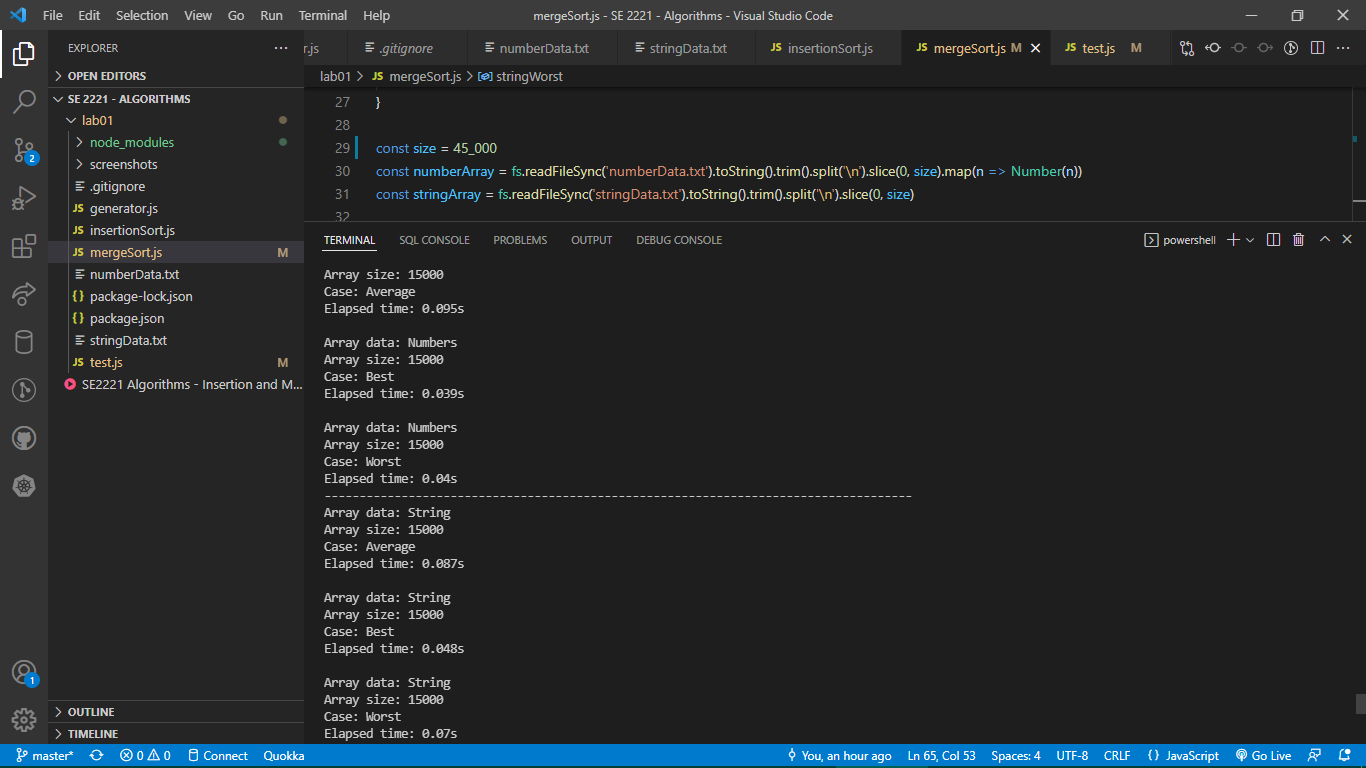 File Edit Selection View Go Run Terminal Help mergeSort.js - SE 2221 - Algorithms - Visual Studio Code
EXPLORER ···
r.js .gitignore numberData.txt stringData.txt JS insertionSort.js JS mergeSort.js M JS test.js M
OPEN EDITORS
lab01 > JS mergeSort.js > stringWorst
SE 2221 - ALGORITHMS
lab01
node_modules
screenshots
.gitignore
JS generator.js
JS insertionSort.js
JS mergeSort.js M
numberData.txt
{} package-lock.json
{} package.json
stringData.txt
JS test.js M
SE2221 Algorithms - Insertion and M...
OUTLINE
TIMELINE
2
1
27 }
28
29 const size = 45_000
30 const numberArray = fs.readFileSync('numberData.txt').toString().trim().split('\n').slice(0, size).map(n => Number(n))
31 const stringArray = fs.readFileSync('stringData.txt').toString().trim().split('\n').slice(0, size)
32
TERMINAL SQL CONSOLE PROBLEMS OUTPUT DEBUG CONSOLE powershell
Array size: 15000
Case: Average
Elapsed time: 0.095s
Array data: Numbers
Array size: 15000
Case: Best
Elapsed time: 0.039s
Array data: Numbers
Array size: 15000
Case: Worst
Elapsed time: 0.04s
------------------------------------------------------------------------------------
Array data: String
Array size: 15000
Case: Average
Elapsed time: 0.087s
Array data: String
Array size: 15000
Case: Best
Elapsed time: 0.048s
Array data: String
Array size: 15000
Case: Worst
Elapsed time: 0.07s
master* 0 0 Connect Quokka You, an hour ago Ln 65, Col 53 Spaces: 4 UTF-8 CRLF {} JavaScript Go Live